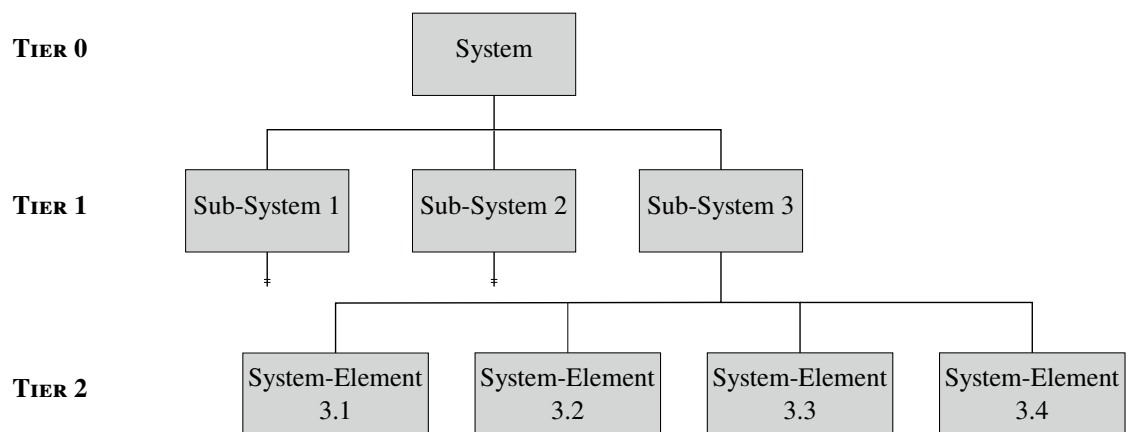 TIER 0
System
TIER 1
Sub-System 1
Sub-System 2
Sub-System 3
TIER 2
System-Element
3.1
System-Element
3.2
System-Element
3.3
System-Element
3.4